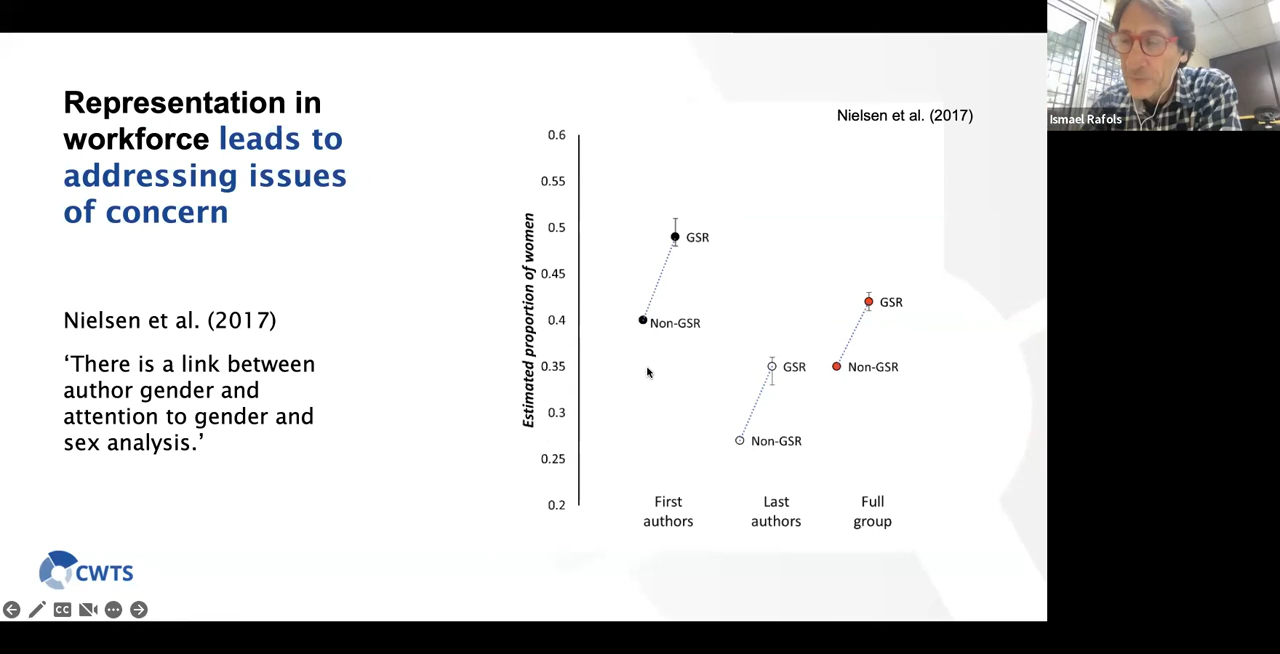 Representation in
workforce leads to
addressing issues
of concern
Nielsen et al. (2017)
‘There is a link between
author gender and
attention to gender and
sex analysis.’
CWTS
CC
Nielsen et al. (2017)
Estimated proportion of women
0.6
0.55
0.5
0.45
0.4
0.35
0.3
0.25
0.2
GSR
Non-GSR
GSR
Non-GSR
GSR
Non-GSR
First
authors
Last
authors
Full
group
Ismael Rafols